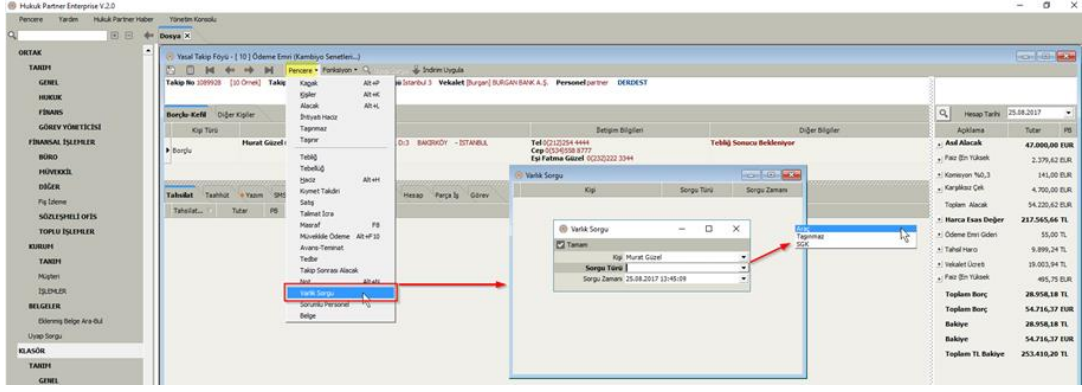 Hukuk Partner Enterprise V.2.0
Pencere Yardım Hukuk Partner Haber Yönetim Konsolu
Dosya
ORTAK
TANIM
GENEL
HUKUK
FİNANS
GÖREV YÖNETİCİSİ
FİNANSAL İŞLEMLER
BÜRO
MÜVEKKİL
DİĞER
Fiş İzleme
SÖZLEŞMELİ OFİS
TOPLU İŞLEMLER
KURUM
TANIM
Müşteri
İŞLEMLER
BELGELER
Eklenmiş Belge Ara-Bul
Uyap Sorgu
KLASÖR
TANIM
GENEL
Yasal Takip Föyü - [ 10 ] Ödeme Emri (Kambiyo Senetleri...)
Pencere Fonksiyon İndirim Uygula
Takip No 1089928 [10 Örnek] Takip İstanbul 3 Vekalet [Burgan] BURGAN BANK A.Ş. Personel partner DERDEST
Borçlu-Kefil Diğer Kişiler
Kişi Türü İletişim Bilgileri Diğer Bilgiler
Borçlu Murat Güzel D:3 BAKIRKÖY - İSTANBUL
Tel 0(212)254 4444
Cep 0(534)558 8777
Eşi Fatma Güzel 0(232)222 3344
Tebliğ Sonucu Bekleniyor
Tahsilat Taahhüt Yazım SMS Hesap Parça İş Görev
Tahsilat... Tutar PB
Kaçak Alt+P
Kişiler Alt+K
Alacak Alt+L
İhtiyati Haciz
Taşınmaz
Taşınır
Tebliğ
Tebellüğ
Haciz Alt+H
Kıymet Takdiri
Satış
Talimat İcra
Masraf F8
Müvekkile Ödeme Alt+F10
Avans-Teminat
Tedbir
Takip Sonrası Alacak
Not Alt+N
Varlık Sorgu
Sorumlu Personel
Belge
Varlık Sorgu
Kişi Sorgu Türü Sorgu Zamanı
Varlık Sorgu
Tamam
Kişi Murat Güzel
Sorgu Türü
Sorgu Zamanı 25.08.2017 13:45:09
Araç
Taşınmaz
SGK
Hesap Tarihi 25.08.2017
Açıklama Tutar PB
Asıl Alacak 47.000,00 EUR
Faiz En Yüksek 2.379,62 EUR
Komisyon %0,3 141,00 EUR
Karşılıksız Çek 4.700,00 EUR
Toplam Alacak 54.220,62 EUR
Harca Esas Değer 217.565,66 TL
Ödeme Emri Gideri 55,00 TL
Tahsil Harcı 9.899,24 TL
Vekalet Ücreti 19.003,94 TL
Faiz En Yüksek 495,75 EUR
Toplam Borç 28.958,18 TL
Toplam Borç 54.716,37 EUR
Bakiye 28.958,18 TL
Bakiye 54.716,37 EUR
Toplam TL Bakiye 253.410,20 TL